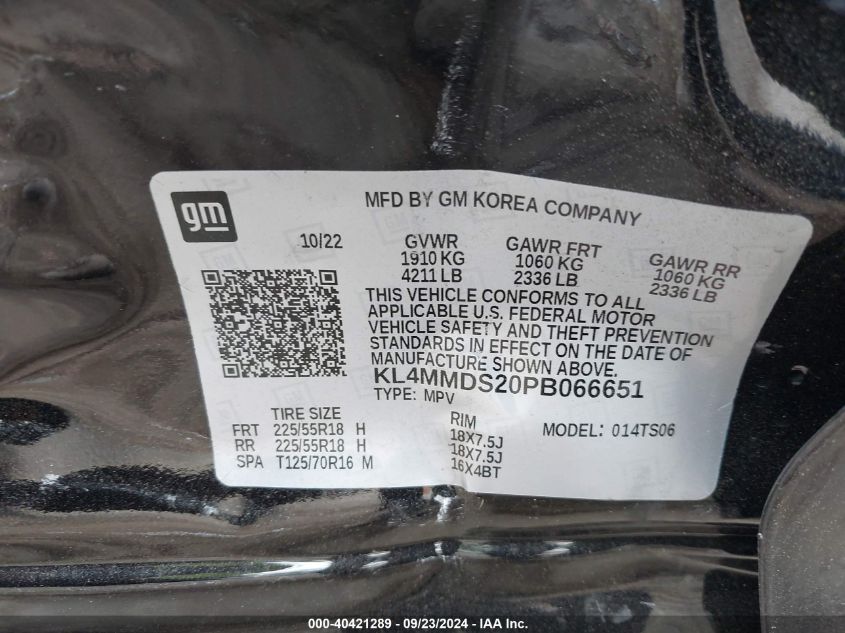 gm
MFD BY GM KOREA COMPANY
10/22 GVWR GAWR FRT GAWR RR
1910 KG 1060 KG 1060 KG
4211 LB 2336 LB 2336 LB
THIS VEHICLE CONFORMS TO ALL
APPLICABLE U.S. FEDERAL MOTOR
VEHICLE SAFETY AND THEFT PREVENTION
STANDARDS IN EFFECT ON THE DATE OF
MANUFACTURE SHOWN ABOVE.
KL4MMDS20PB066651
TYPE: MPV
TIRE SIZE RIM MODEL: 014TS06
FRT 225/55R18 H 18X7.5J
RR 225/55R18 H 18X7.5J
SPA T125/70R16 M 16X4BT
000-40421289 - 09/23/2024 - IAA Inc.